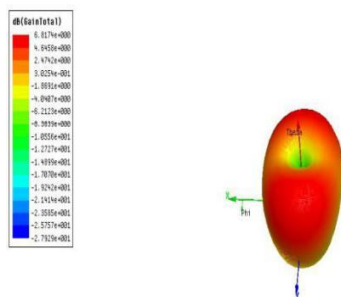 dB(GainTotal)
6.8174e+000
4.6458e+000
2.4742e+000
3.0254e-001
-1.8691e+000
-4.0407e+000
-6.2123e+000
-8.3839e+000
-1.0556e+001
-1.2727e+001
-1.4899e+001
-1.7070e+001
-1.9242e+001
-2.1414e+001
-2.3585e+001
-2.5757e+001
-2.7929e+001
Theta
Phi